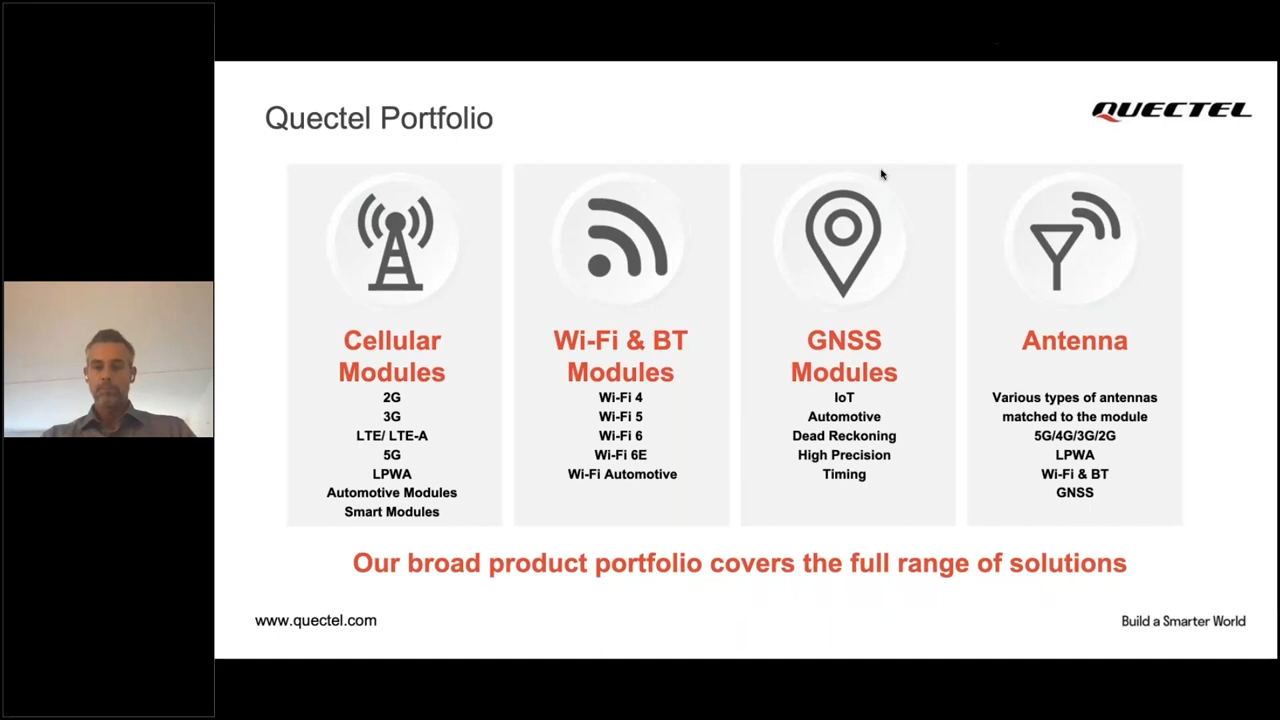 Quectel Portfolio
QUECTEL
Cellular
Modules
2G
3G
LTE/ LTE-A
5G
LPWA
Automotive Modules
Smart Modules
Wi-Fi & BT
Modules
Wi-Fi 4
Wi-Fi 5
Wi-Fi 6
Wi-Fi 6E
Wi-Fi Automotive
GNSS
Modules
IoT
Automotive
Dead Reckoning
High Precision
Timing
Antenna
Various types of antennas
matched to the module
5G/4G/3G/2G
LPWA
Wi-Fi & BT
GNSS
Our broad product portfolio covers the full range of solutions
www.quectel.com
Build a Smarter World